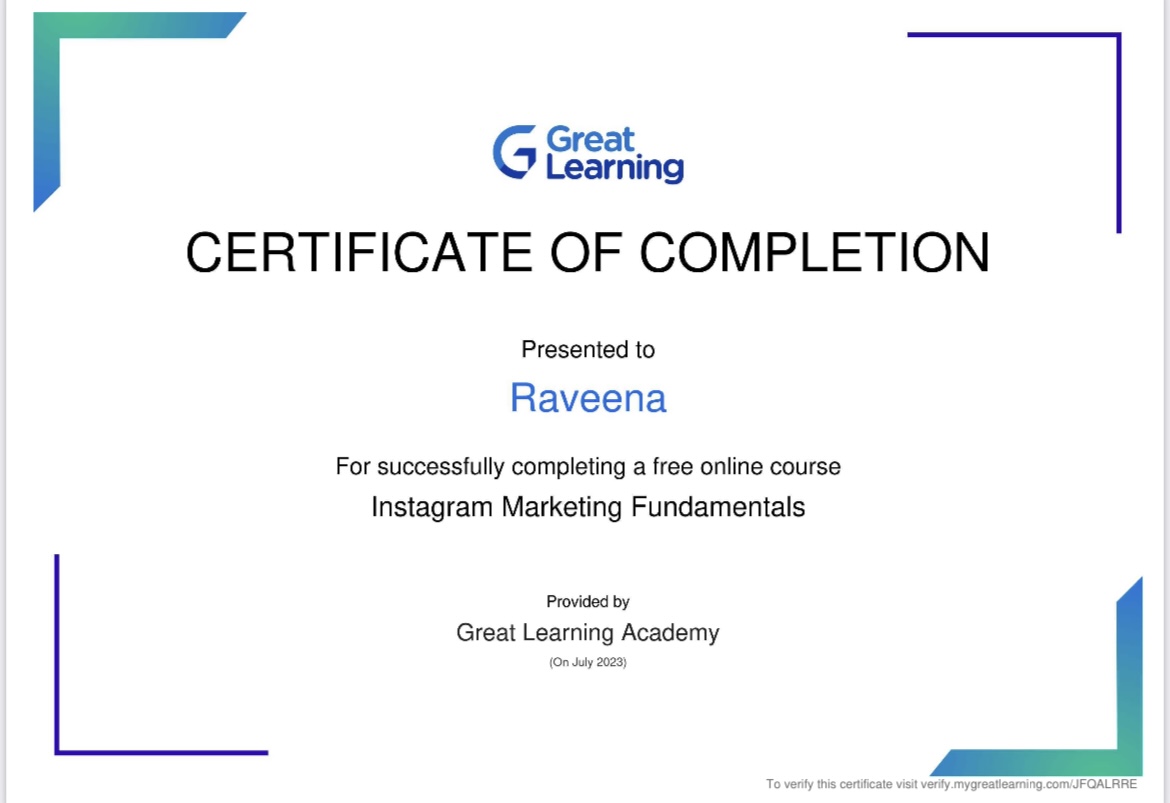 Great
Learning
CERTIFICATE OF COMPLETION
Presented to
Raveena
For successfully completing a free online course
Instagram Marketing Fundamentals
Provided by
Great Learning Academy
(On July 2023)
To verify this certificate visit verify.mygreatlearning.com/JFQALRRE